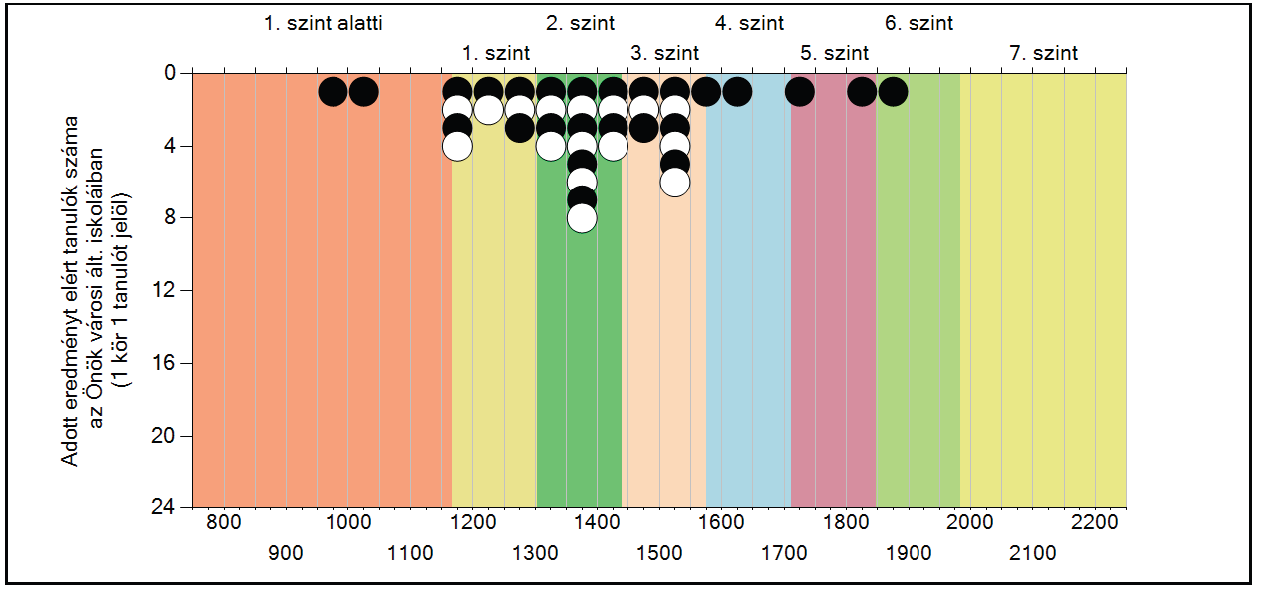 1. szint alatti
2. szint
4. szint
6. szint
1. szint
3. szint
5. szint
7. szint
Adott eredményt elért tanulók száma
az Önök városi ált. iskoláiban
(1 kör 1 tanulót jelöl)
0
4
8
12
16
20
24
800
1000
1200
1400
1600
1800
2000
2200
900
1100
1300
1500
1700
1900
2100